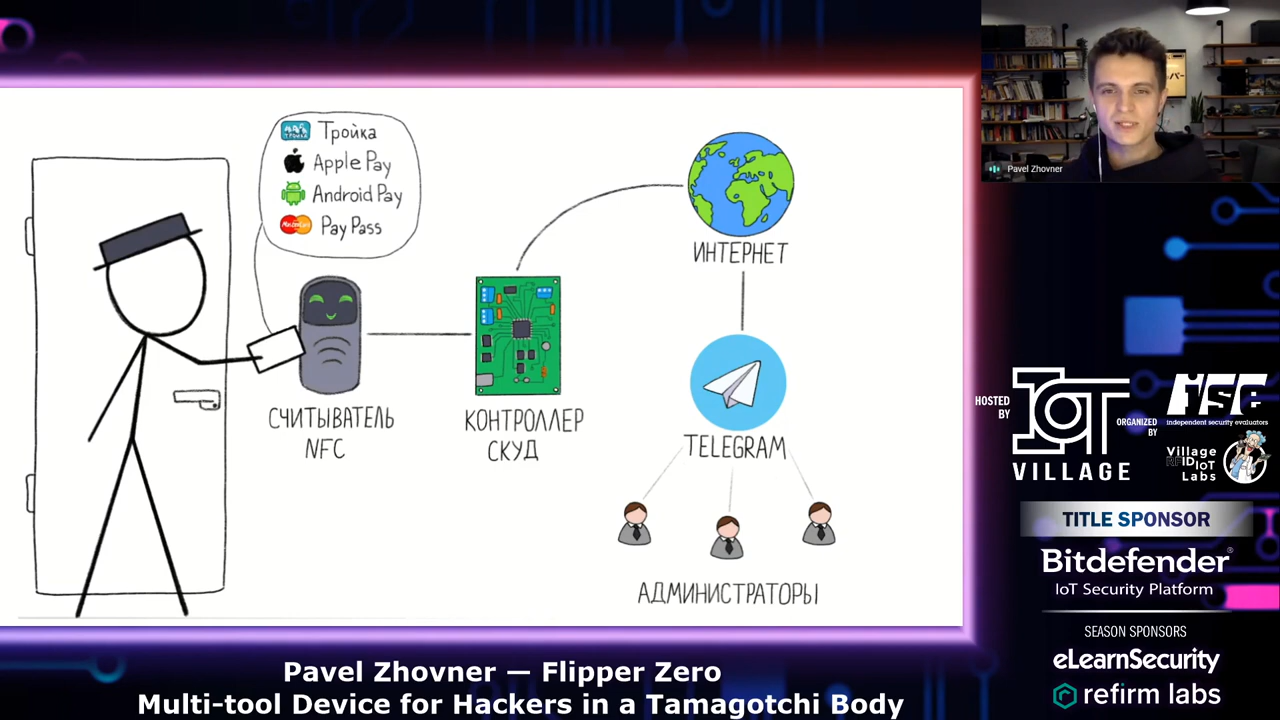 Тройка
Apple Pay
Android Pay
MasterCard
Pay Pass
СЧИТЫВАТЕЛЬ
NFC
КОНТРОЛЛЕР
СКУД
ИНТЕРНЕТ
TELEGRAM
АДМИНИСТРАТОРЫ
Pavel Zhovner
HOSTED
BY
IOT
VILLAGE
ORGANIZED
BY
ISE
independent security evaluators
Village
RFID IoT
Labs
TITLE SPONSOR
Bitdefender®
IoT Security Platform
SEASON SPONSORS
eLearnSecurity
refirm labs
Pavel Zhovner — Flipper Zero
Multi-tool Device for Hackers in a Tamagotchi Body